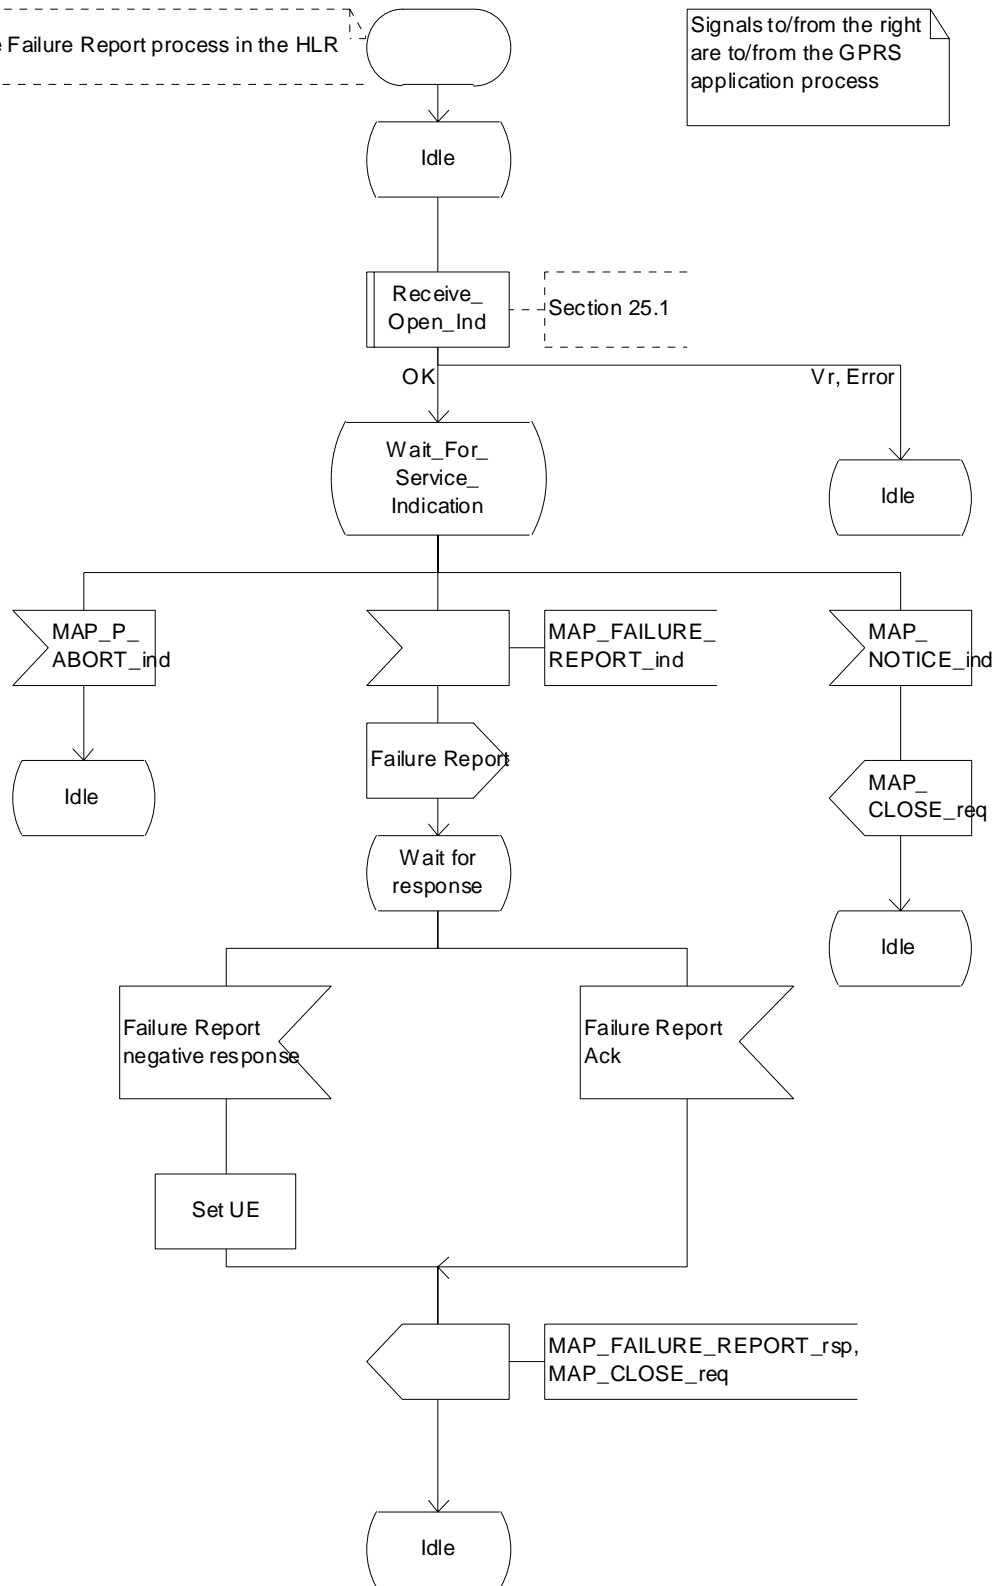 Failure Report process in the HLR
Signals to/from the right
are to/from the GPRS
application process
Idle
Receive_
Open_Ind
Section 25.1
OK
Vr, Error
Wait_For_
Service_
Indication
Idle
MAP_P_
ABORT_ind
MAP_FAILURE_
REPORT_ind
MAP_
NOTICE_ind
Failure Report
Idle
MAP_
CLOSE_req
Wait for
response
Idle
Failure Report
negative response
Failure Report
Ack
Set UE
MAP_FAILURE_REPORT_rsp,
MAP_CLOSE_req
Idle